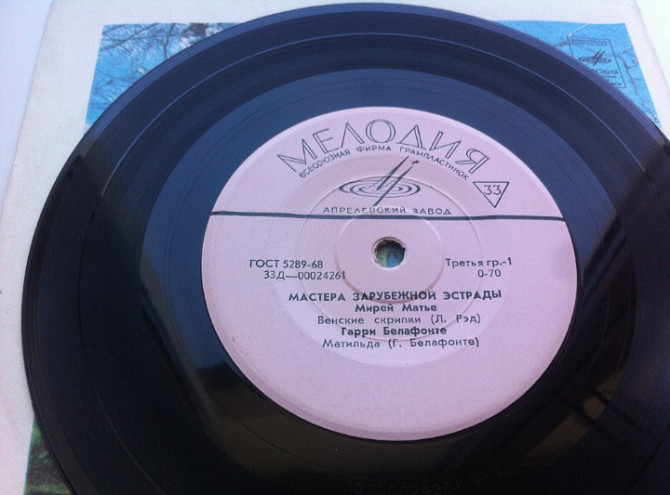 МЕЛОДИЯ
ВСЕСОЮЗНАЯ ФИРМА ГРАМПЛАСТИНОК
33
АПРЕЛЕВСКИЙ ЗАВОД
ГОСТ 5289-68
Третья гр.-1
33Д—00024261
0-70
МАСТЕРА ЗАРУБЕЖНОЙ ЭСТРАДЫ
Мирей Матье
Венские скрипки (Л. Рэд)
Гарри Белафонте
Матильда (Г. Белафонте)